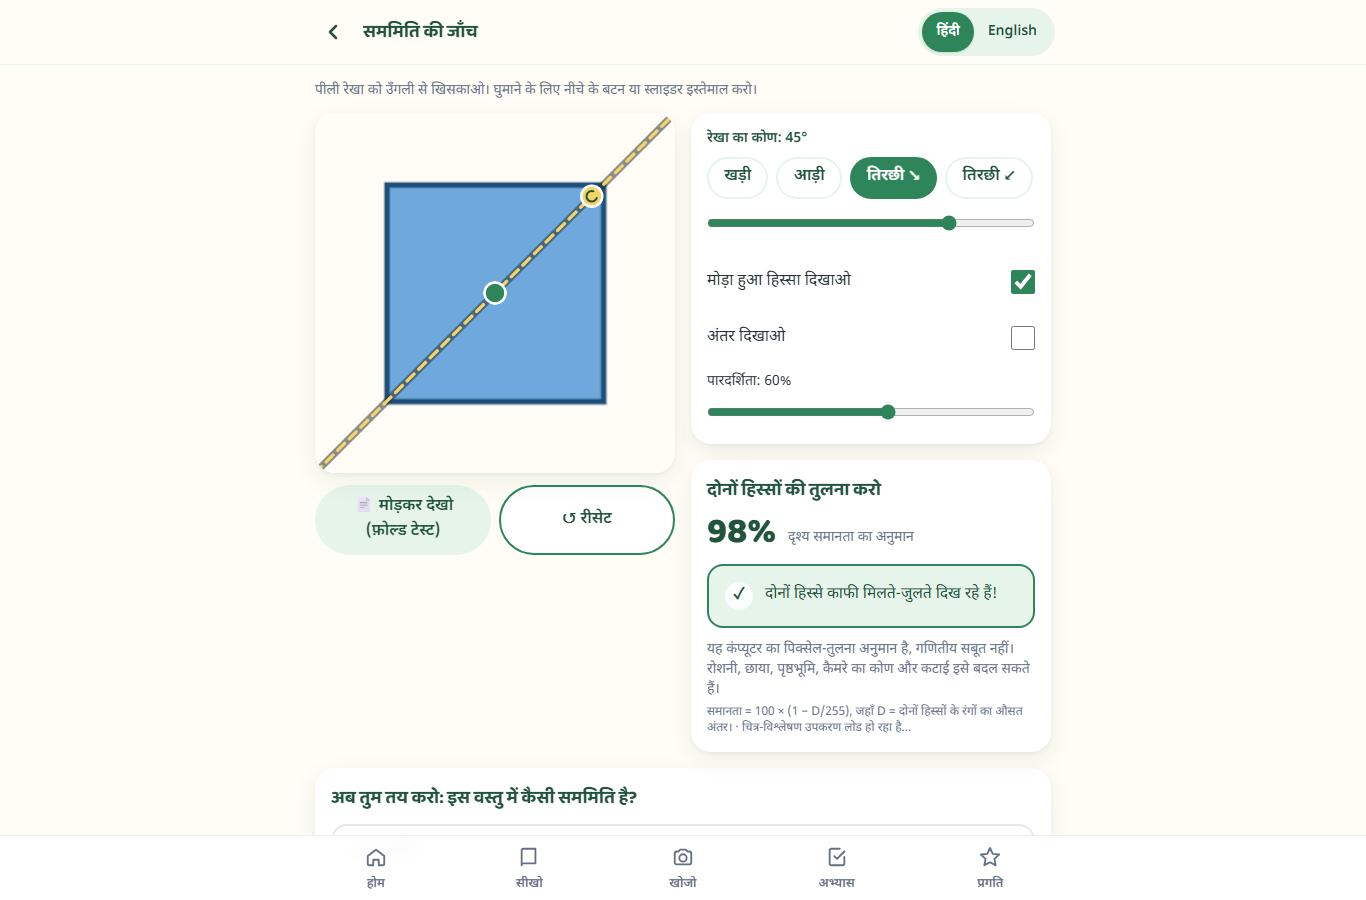 सममिति की जाँच
हिंदी
English
पीली रेखा को उँगली से खिसकाओ। घुमाने के लिए नीचे के बटन या स्लाइडर इस्तेमाल करो।
रेखा का कोण: 45°
खड़ी
आड़ी
तिरछी ↘
तिरछी ↙
मोड़ा हुआ हिस्सा दिखाओ
अंतर दिखाओ
पारदर्शिता: 60%
मोड़कर देखो
(फ़ोल्ड टेस्ट)
↺ रीसेट
दोनों हिस्सों की तुलना करो
98% दृश्य समानता का अनुमान
✓ दोनों हिस्से काफी मिलते-जुलते दिख रहे हैं!
यह कंप्यूटर का पिक्सेल-तुलना अनुमान है, गणितीय सबूत नहीं।
रोशनी, छाया, पृष्ठभूमि, कैमरे का कोण और कटाई इसे बदल सकते
हैं।
समानता = 100 × (1 − D/255), जहाँ D = दोनों हिस्सों के रंगों का औसत
अंतर। · चित्र-विश्लेषण उपकरण लोड हो रहा है…
अब तुम तय करो: इस वस्तु में कैसी सममिति है?
होम
सीखो
खोजो
अभ्यास
प्रगति